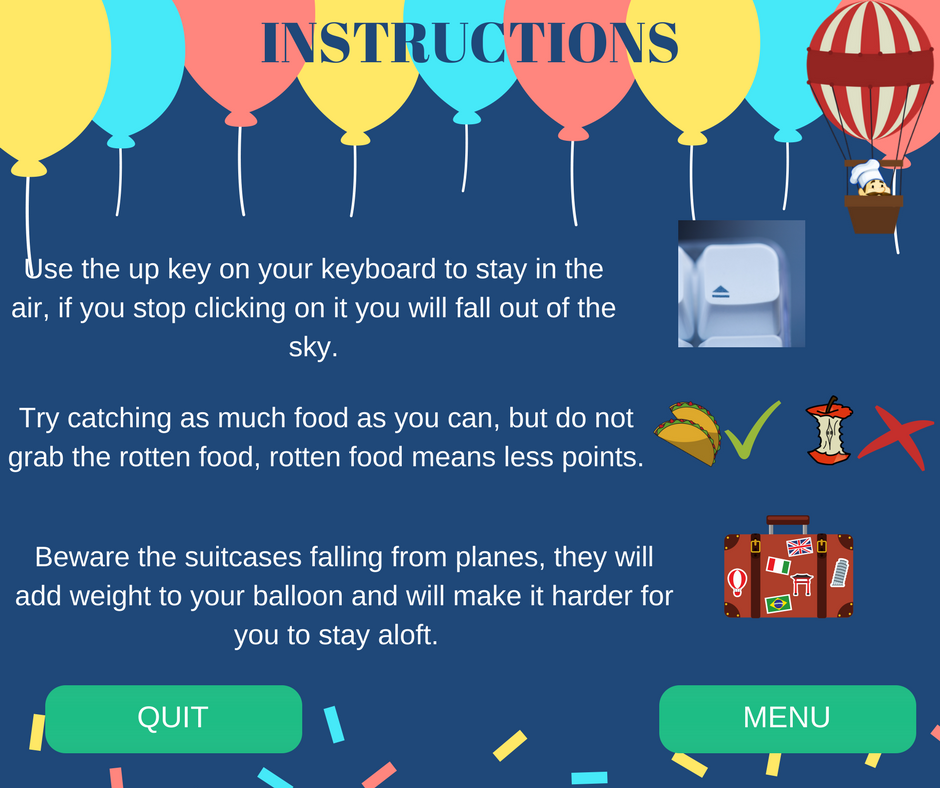 INSTRUCTIONS
Use the up key on your keyboard to stay in the
air, if you stop clicking on it you will fall out of the
sky.
Try catching as much food as you can, but do not
grab the rotten food, rotten food means less points.
Beware the suitcases falling from planes, they will
add weight to your balloon and will make it harder for
you to stay aloft.
QUIT
MENU